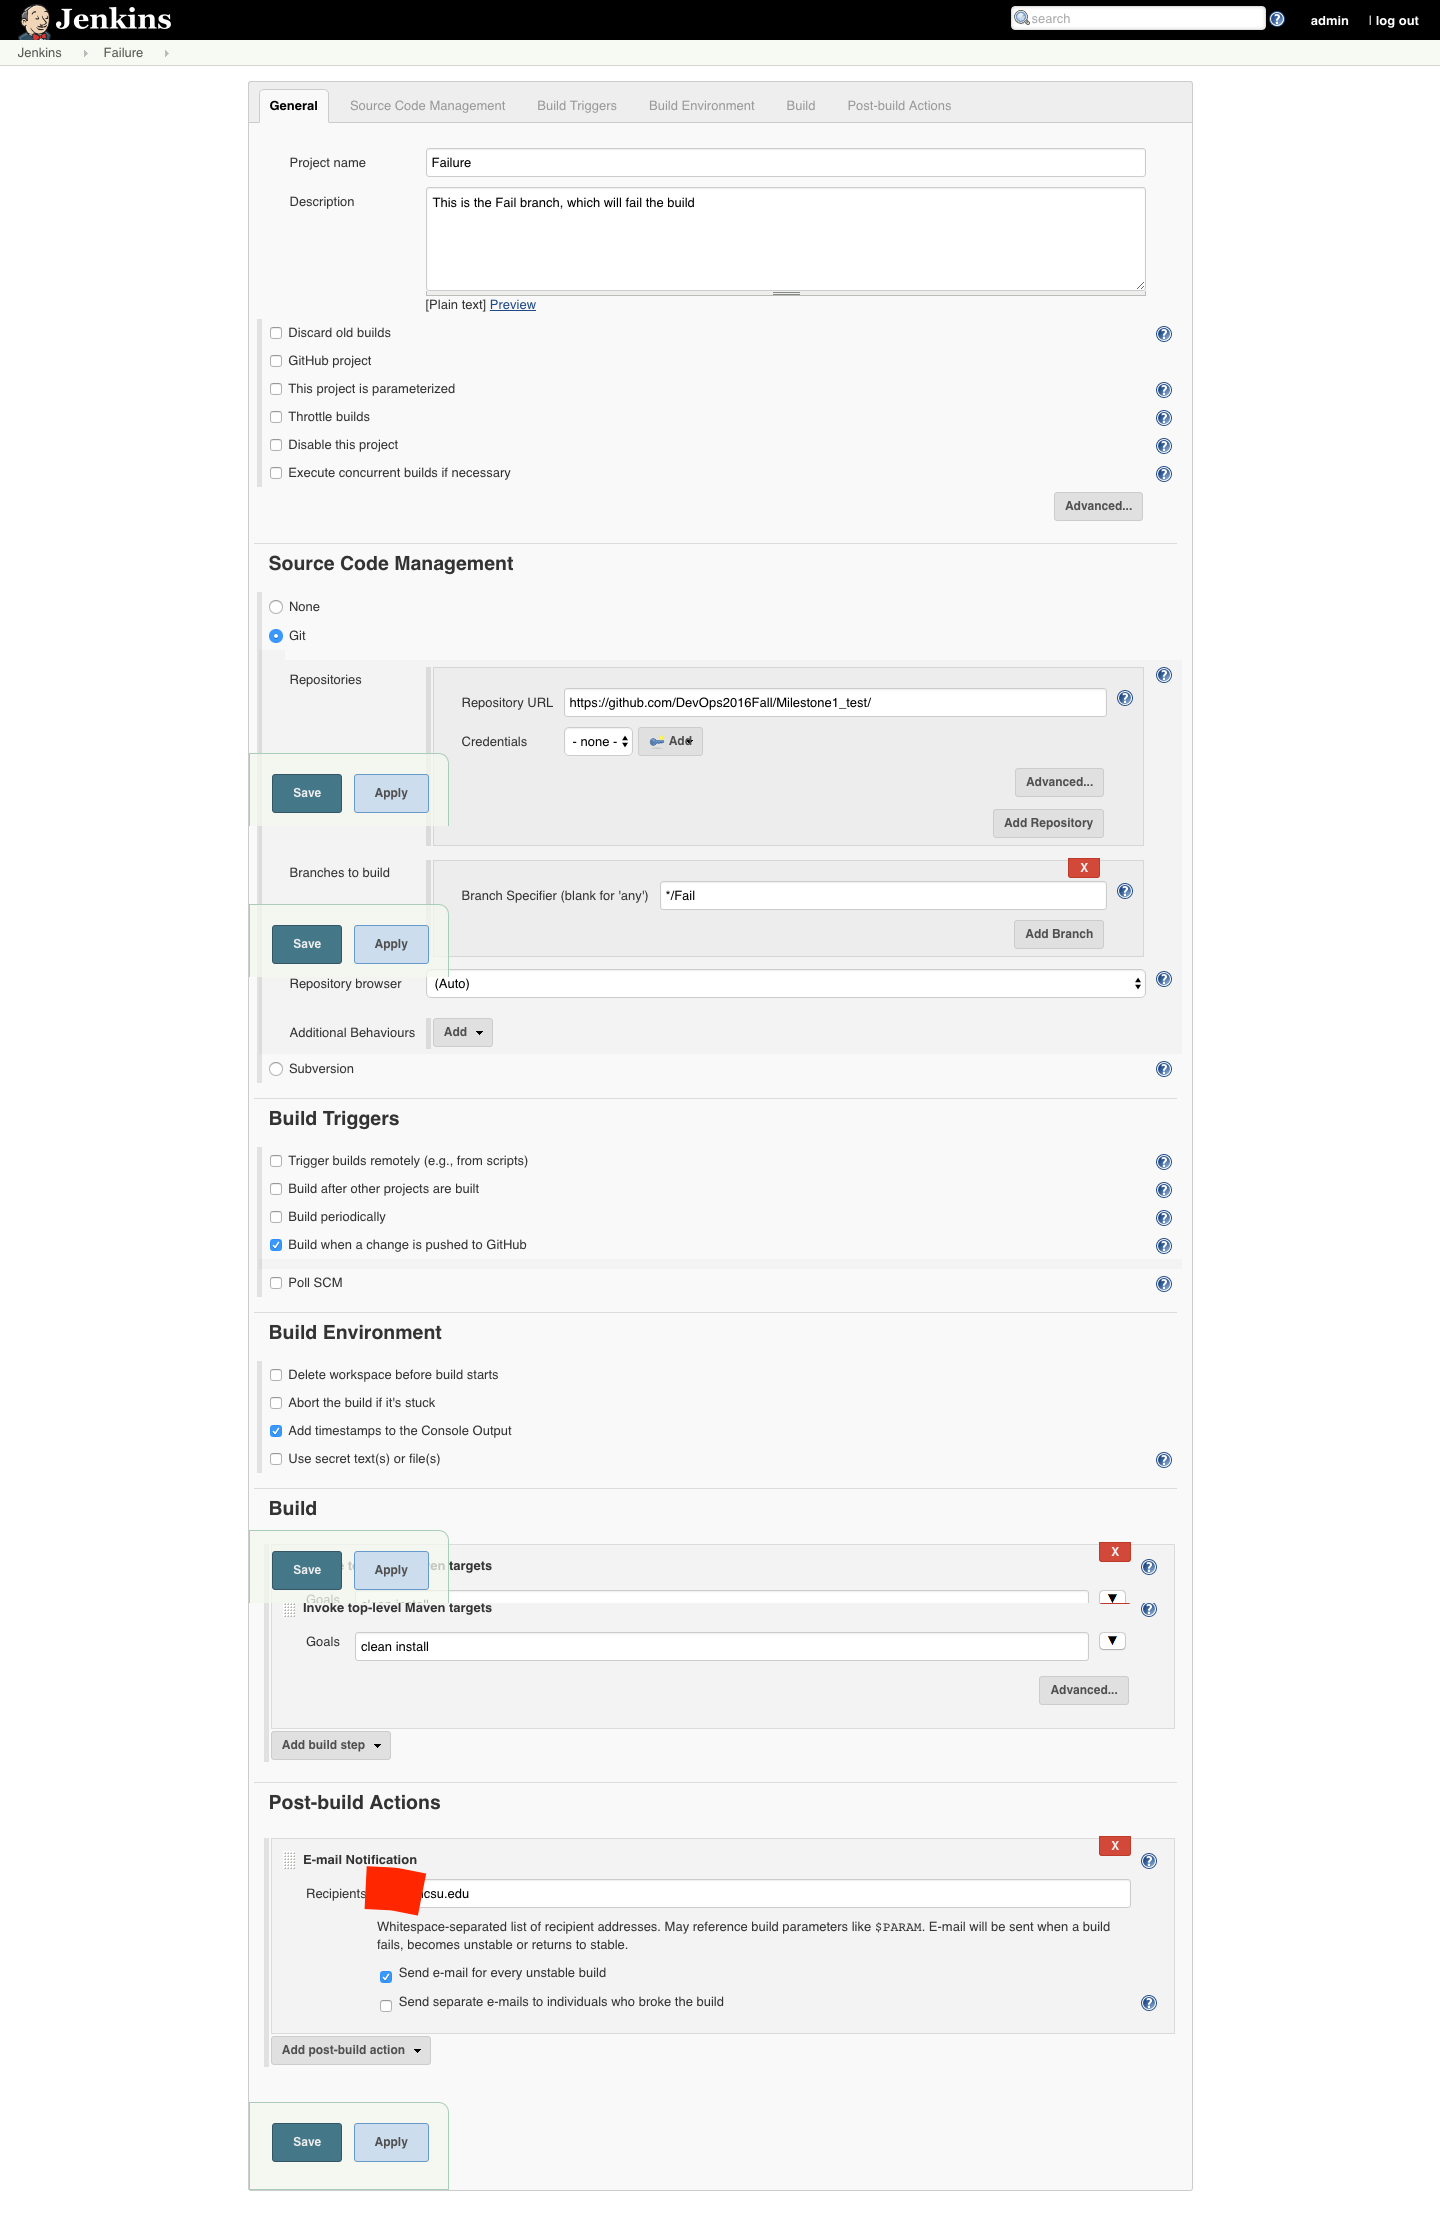 Jenkins
search
admin
| log out
Jenkins
Failure
General
Source Code Management
Build Triggers
Build Environment
Build
Post-build Actions
Project name
Failure
Description
This is the Fail branch, which will fail the build
[Plain text] Preview
Discard old builds
GitHub project
This project is parameterized
Throttle builds
Disable this project
Execute concurrent builds if necessary
Advanced...
Source Code Management
None
Git
Repositories
Repository URL
https://github.com/DevOps2016Fall/Milestone1_test/
Credentials
- none -
Add
Advanced...
Save
Apply
Add Repository
X
Branches to build
Branch Specifier (blank for 'any')
*/Fail
Add Branch
Save
Apply
Repository browser
(Auto)
Additional Behaviours
Add
Subversion
Build Triggers
Trigger builds remotely (e.g., from scripts)
Build after other projects are built
Build periodically
Build when a change is pushed to GitHub
Poll SCM
Build Environment
Delete workspace before build starts
Abort the build if it's stuck
Add timestamps to the Console Output
Use secret text(s) or file(s)
Build
X
targets
Save
Apply
Goals
Invoke top-level Maven targets
Goals
clean install
Advanced...
Add build step
Post-build Actions
X
E-mail Notification
Recipients
csu.edu
Whitespace-separated list of recipient addresses. May reference build parameters like $PARAM. E-mail will be sent when a build
fails, becomes unstable or returns to stable.
Send e-mail for every unstable build
Send separate e-mails to individuals who broke the build
Add post-build action
Save
Apply